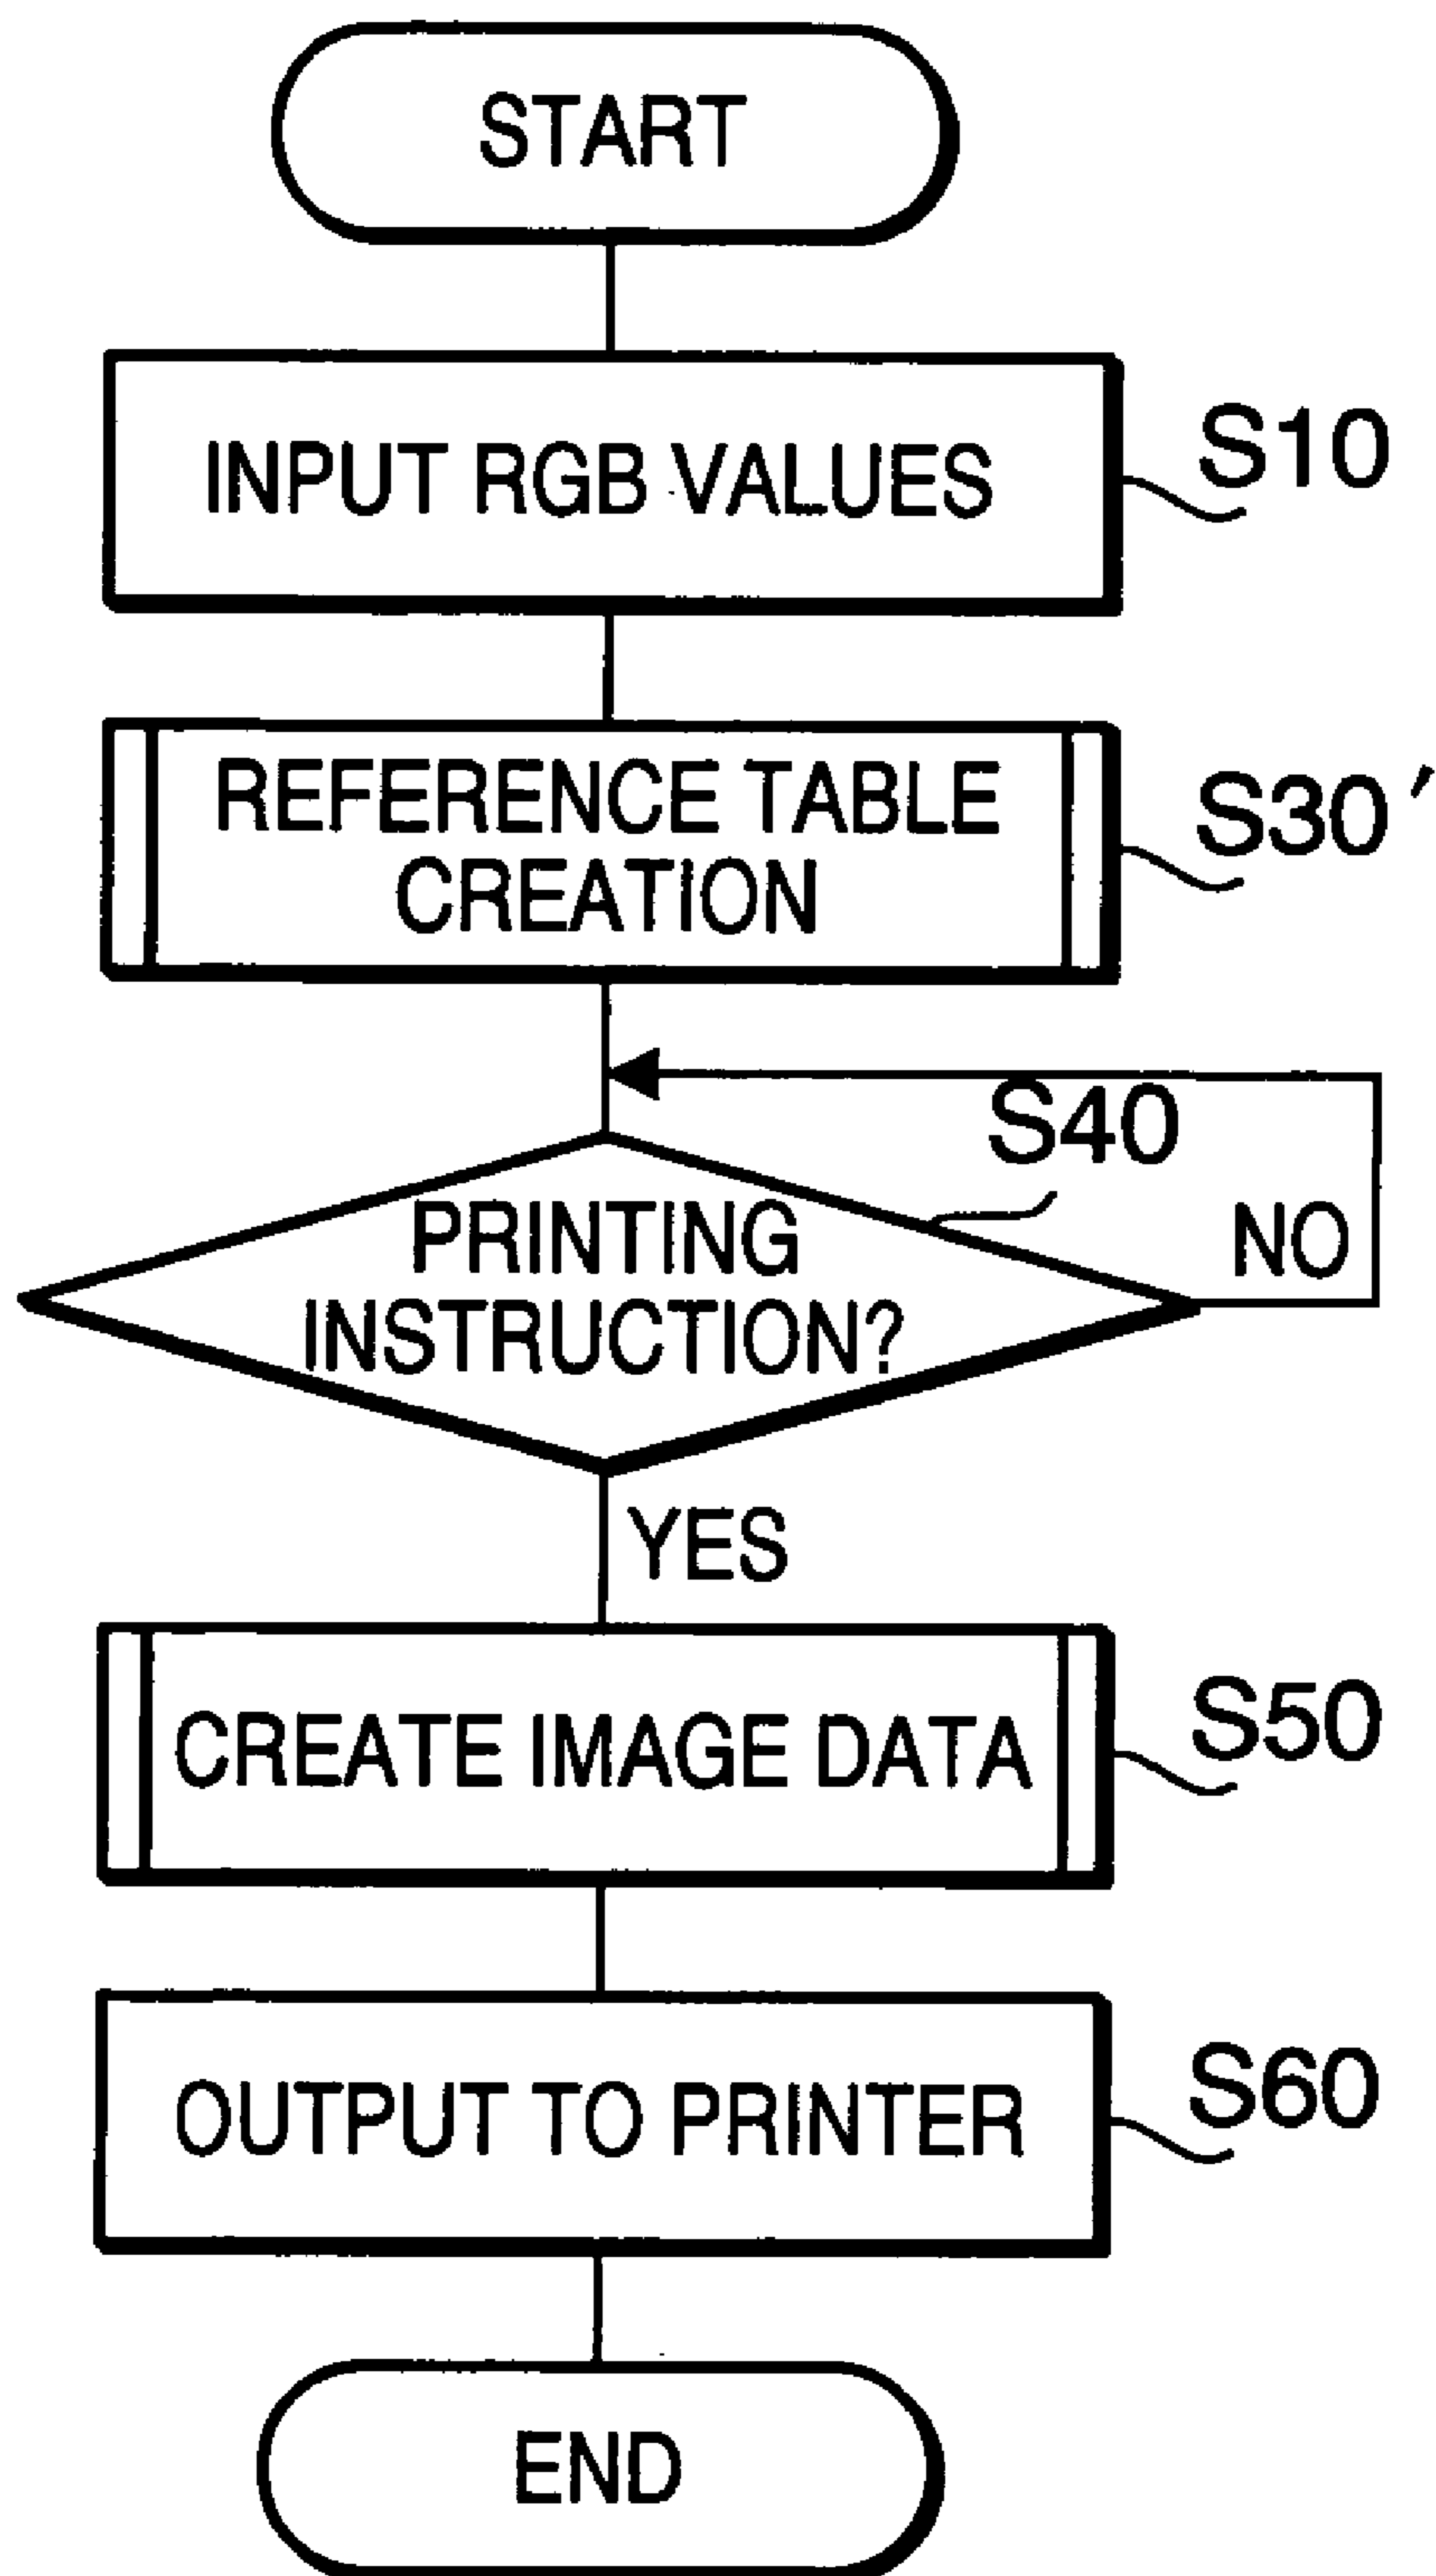 START
INPUT RGB VALUES
S10
REFERENCE TABLE
CREATION
S30'
S40
PRINTING
INSTRUCTION?
NO
YES
CREATE IMAGE DATA
S50
OUTPUT TO PRINTER
S60
END